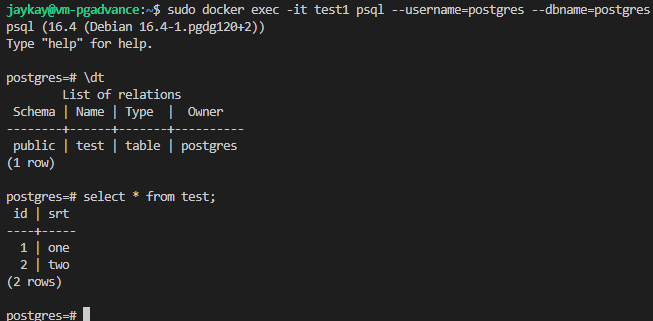 jaykay@vm-pgadvance:~$ sudo docker exec -it test1 psql --username=postgres --dbname=postgres
psql (16.4 (Debian 16.4-1.pgdg120+2))
Type "help" for help.

postgres=# \dt
        List of relations
 Schema | Name | Type  |  Owner
--------+------+-------+----------
 public | test | table | postgres
(1 row)

postgres=# select * from test;
 id | srt
----+-----
  1 | one
  2 | two
(2 rows)

postgres=#